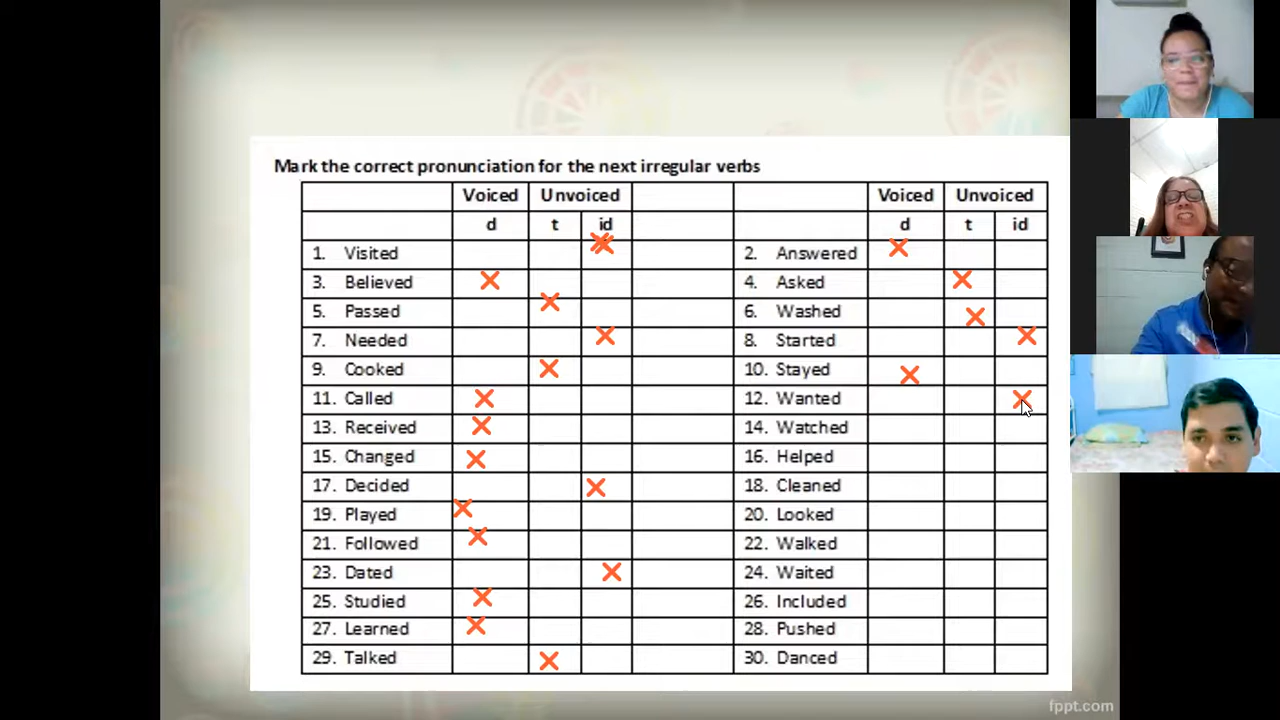 Mark the correct pronunciation for the next irregular verbs
Voiced Unvoiced Voiced Unvoiced
d t id d t id
1. Visited 2. Answered
3. Believed 4. Asked
5. Passed 6. Washed
7. Needed 8. Started
9. Cooked 10. Stayed
11. Called 12. Wanted
13. Received 14. Watched
15. Changed 16. Helped
17. Decided 18. Cleaned
19. Played 20. Looked
21. Followed 22. Walked
23. Dated 24. Waited
25. Studied 26. Included
27. Learned 28. Pushed
29. Talked 30. Danced
fppt.com